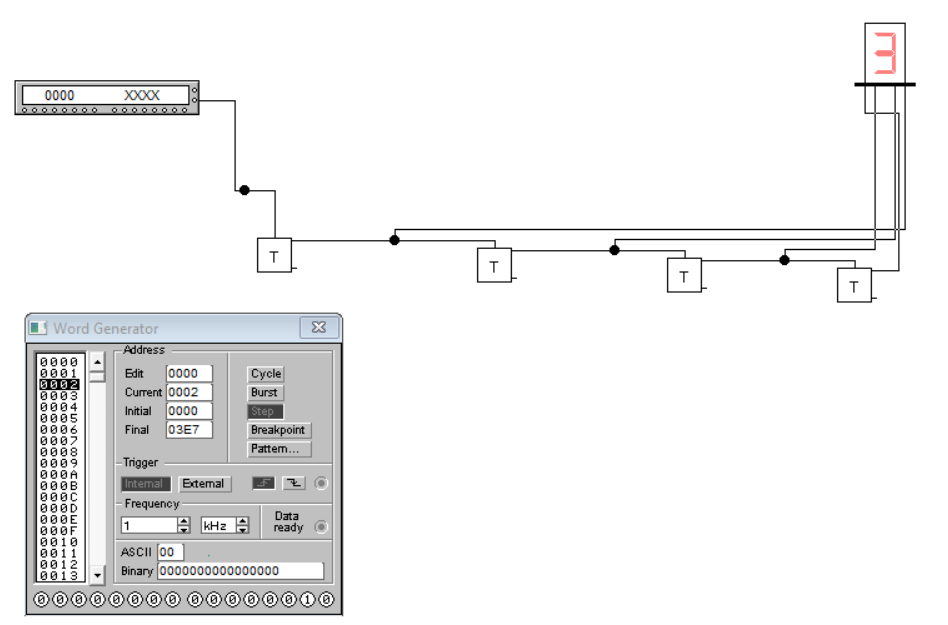 3
0000 XXXX
T
T
T
T
Word Generator
Address
0000
0001
0002
0003
0004
0005
0006
0007
0008
0009
000A
000B
000C
000D
000E
000F
0010
0011
0012
0013
Edit 0000
Current 0002
Initial 0000
Final 03E7
Cycle
Burst
Step
Breakpoint
Pattern...
Trigger
Internal External
Frequency
1 kHz
Data
ready
ASCII 00 .
Binary 0000000000000000
0 0 0 0 0 0 0 0 0 0 0 0 0 0 1 0